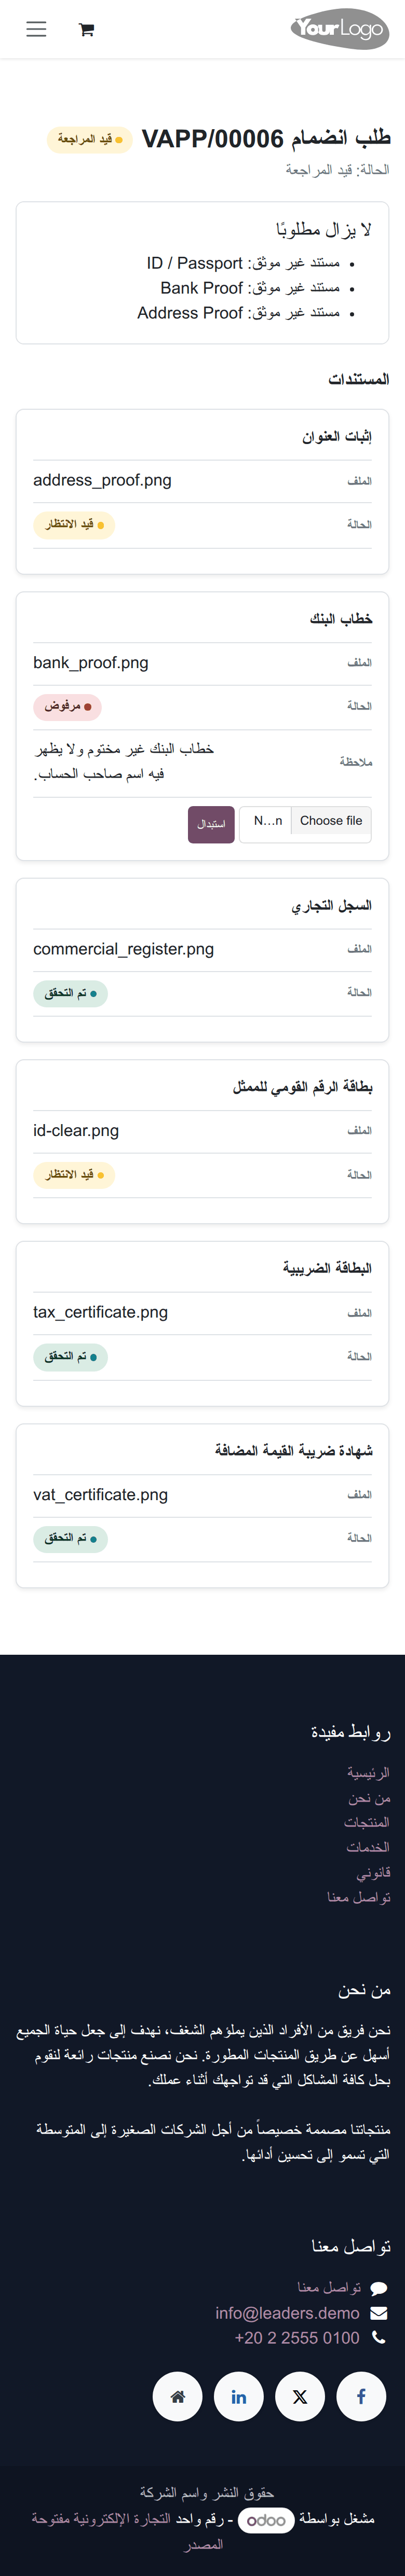 YourLogo
طلب انضمام VAPP/00006 قيد المراجعة
الحالة: قيد المراجعة
لا يزال مطلوبًا
مستند غير موثق: ID / Passport
مستند غير موثق: Bank Proof
مستند غير موثق: Address Proof
المستندات
إثبات العنوان
الملف address_proof.png
الحالة قيد الانتظار
خطاب البنك
الملف bank_proof.png
الحالة مرفوض
ملاحظة خطاب البنك غير مختوم ولا يظهر
فيه اسم صاحب الحساب.
Choose file N...n استبدال
السجل التجاري
الملف commercial_register.png
الحالة تم التحقق
بطاقة الرقم القومي للممثل
الملف id-clear.png
الحالة قيد الانتظار
البطاقة الضريبية
الملف tax_certificate.png
الحالة تم التحقق
شهادة ضريبة القيمة المضافة
الملف vat_certificate.png
الحالة تم التحقق
روابط مفيدة
الرئيسية
من نحن
المنتجات
الخدمات
قانوني
تواصل معنا
من نحن
نحن فريق من الأفراد الذين يملؤهم الشغف، نهدف إلى جعل حياة الجميع
أسهل عن طريق المنتجات المطورة. نحن نصنع منتجات رائعة لنقوم
بحل كافة المشاكل التي قد تواجهك أثناء عملك.
منتجاتنا مصممة خصيصاً من أجل الشركات الصغيرة إلى المتوسطة
التي تسمو إلى تحسين أدائها.
تواصل معنا
تواصل معنا
info@leaders.demo
+20 2 2555 0100
حقوق النشر واسم الشركة
مشغل بواسطة odoo - رقم واحد التجارة الإلكترونية مفتوحة
المصدر